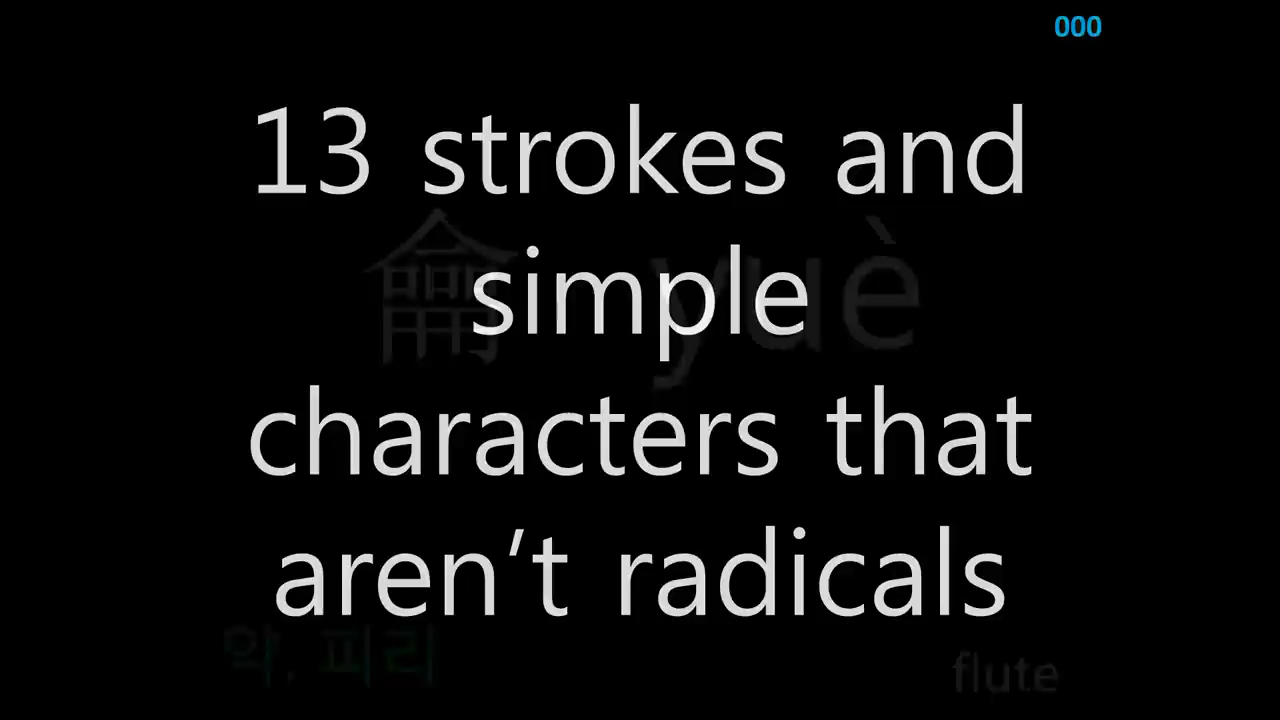 000
13 strokes and
simple
龠 yuè
characters that
aren’t radicals
약, 피리
flute